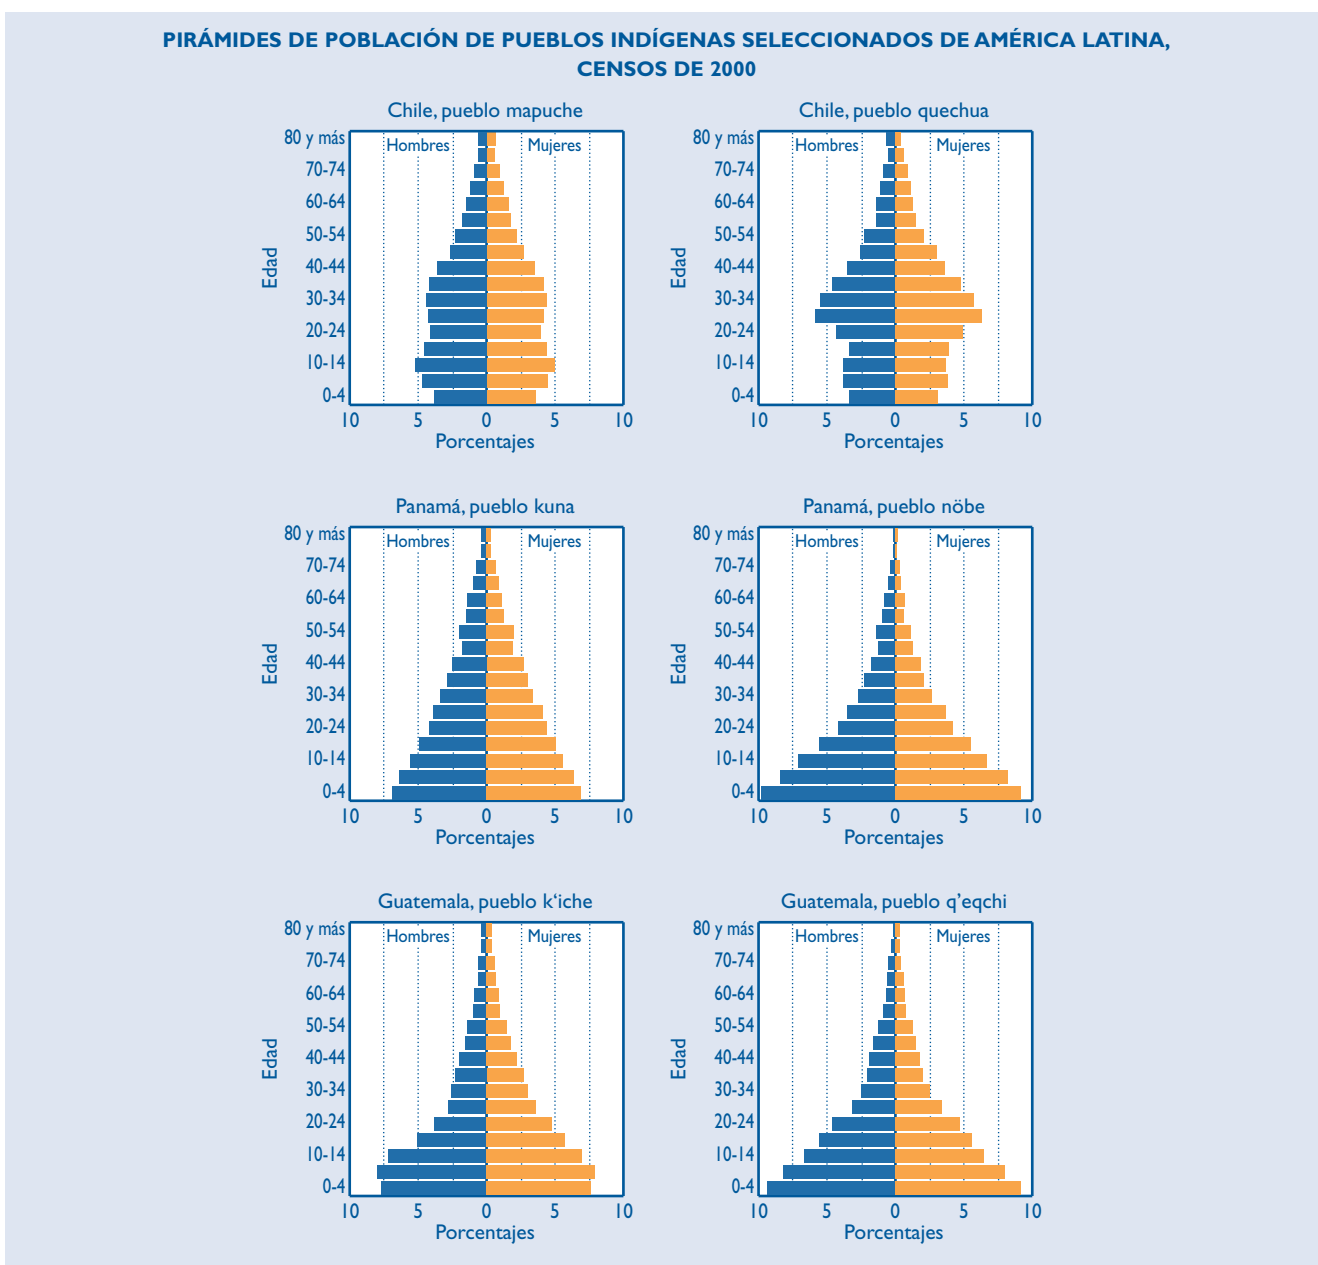 PIRÁMIDES DE POBLACIÓN DE PUEBLOS INDÍGENAS SELECCIONADOS DE AMÉRICA LATINA,
CENSOS DE 2000
Chile, pueblo mapuche
80 y más
Hombres
Mujeres
70-74
60-64
50-54
Edad
40-44
30-34
20-24
10-14
0-4
10 5 0 5 10
Porcentajes
Chile, pueblo quechua
80 y más
Hombres
Mujeres
70-74
60-64
50-54
Edad
40-44
30-34
20-24
10-14
0-4
10 5 0 5 10
Porcentajes
Panamá, pueblo kuna
80 y más
Hombres
Mujeres
70-74
60-64
50-54
Edad
40-44
30-34
20-24
10-14
0-4
10 5 0 5 10
Porcentajes
Panamá, pueblo nöbe
80 y más
Hombres
Mujeres
70-74
60-64
50-54
Edad
40-44
30-34
20-24
10-14
0-4
10 5 0 5 10
Porcentajes
Guatemala, pueblo k‘iche
80 y más
Hombres
Mujeres
70-74
60-64
50-54
Edad
40-44
30-34
20-24
10-14
0-4
10 5 0 5 10
Porcentajes
Guatemala, pueblo q’eqchi
80 y más
Hombres
Mujeres
70-74
60-64
50-54
Edad
40-44
30-34
20-24
10-14
0-4
10 5 0 5 10
Porcentajes